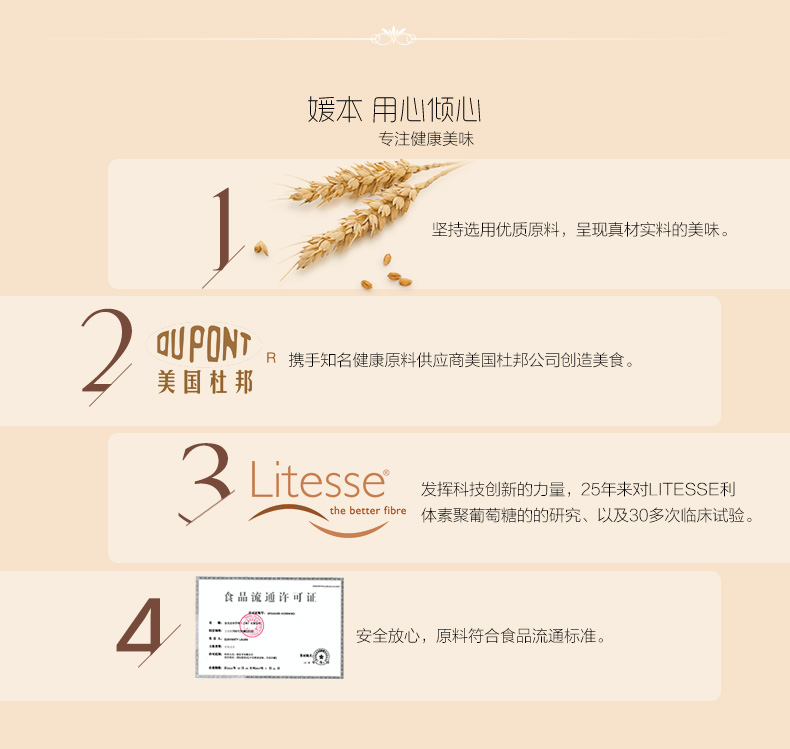 媛本 用心倾心
专注健康美味
1
坚持选用优质原料，呈现真材实料的美味。
2
DUPONT
R
美国杜邦
携手知名健康原料供应商美国杜邦公司创造美食。
3
Litesse®
the better fibre
发挥科技创新的力量，25年来对LITESSE利
体素聚葡萄糖的的研究、以及30多次临床试验。
4
食品流通许可证
安全放心，原料符合食品流通标准。